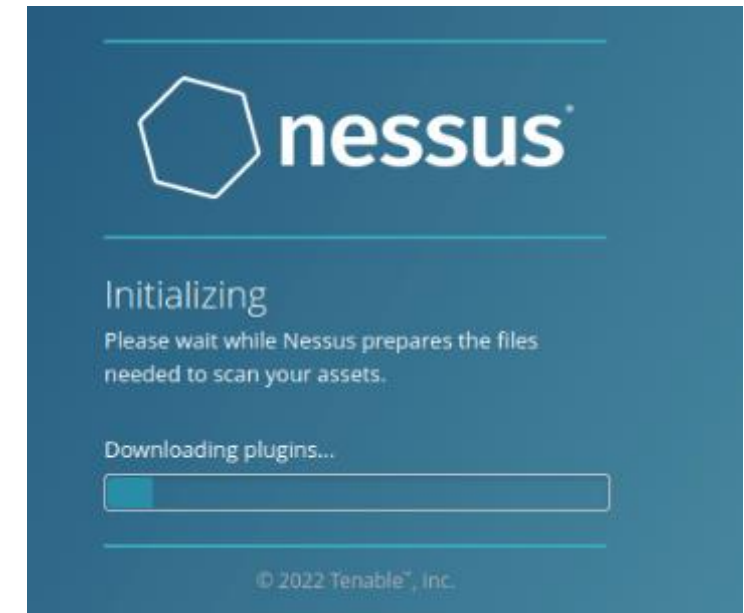 nessus®
Initializing
Please wait while Nessus prepares the files
needed to scan your assets.
Downloading plugins...
© 2022 Tenable™, Inc.